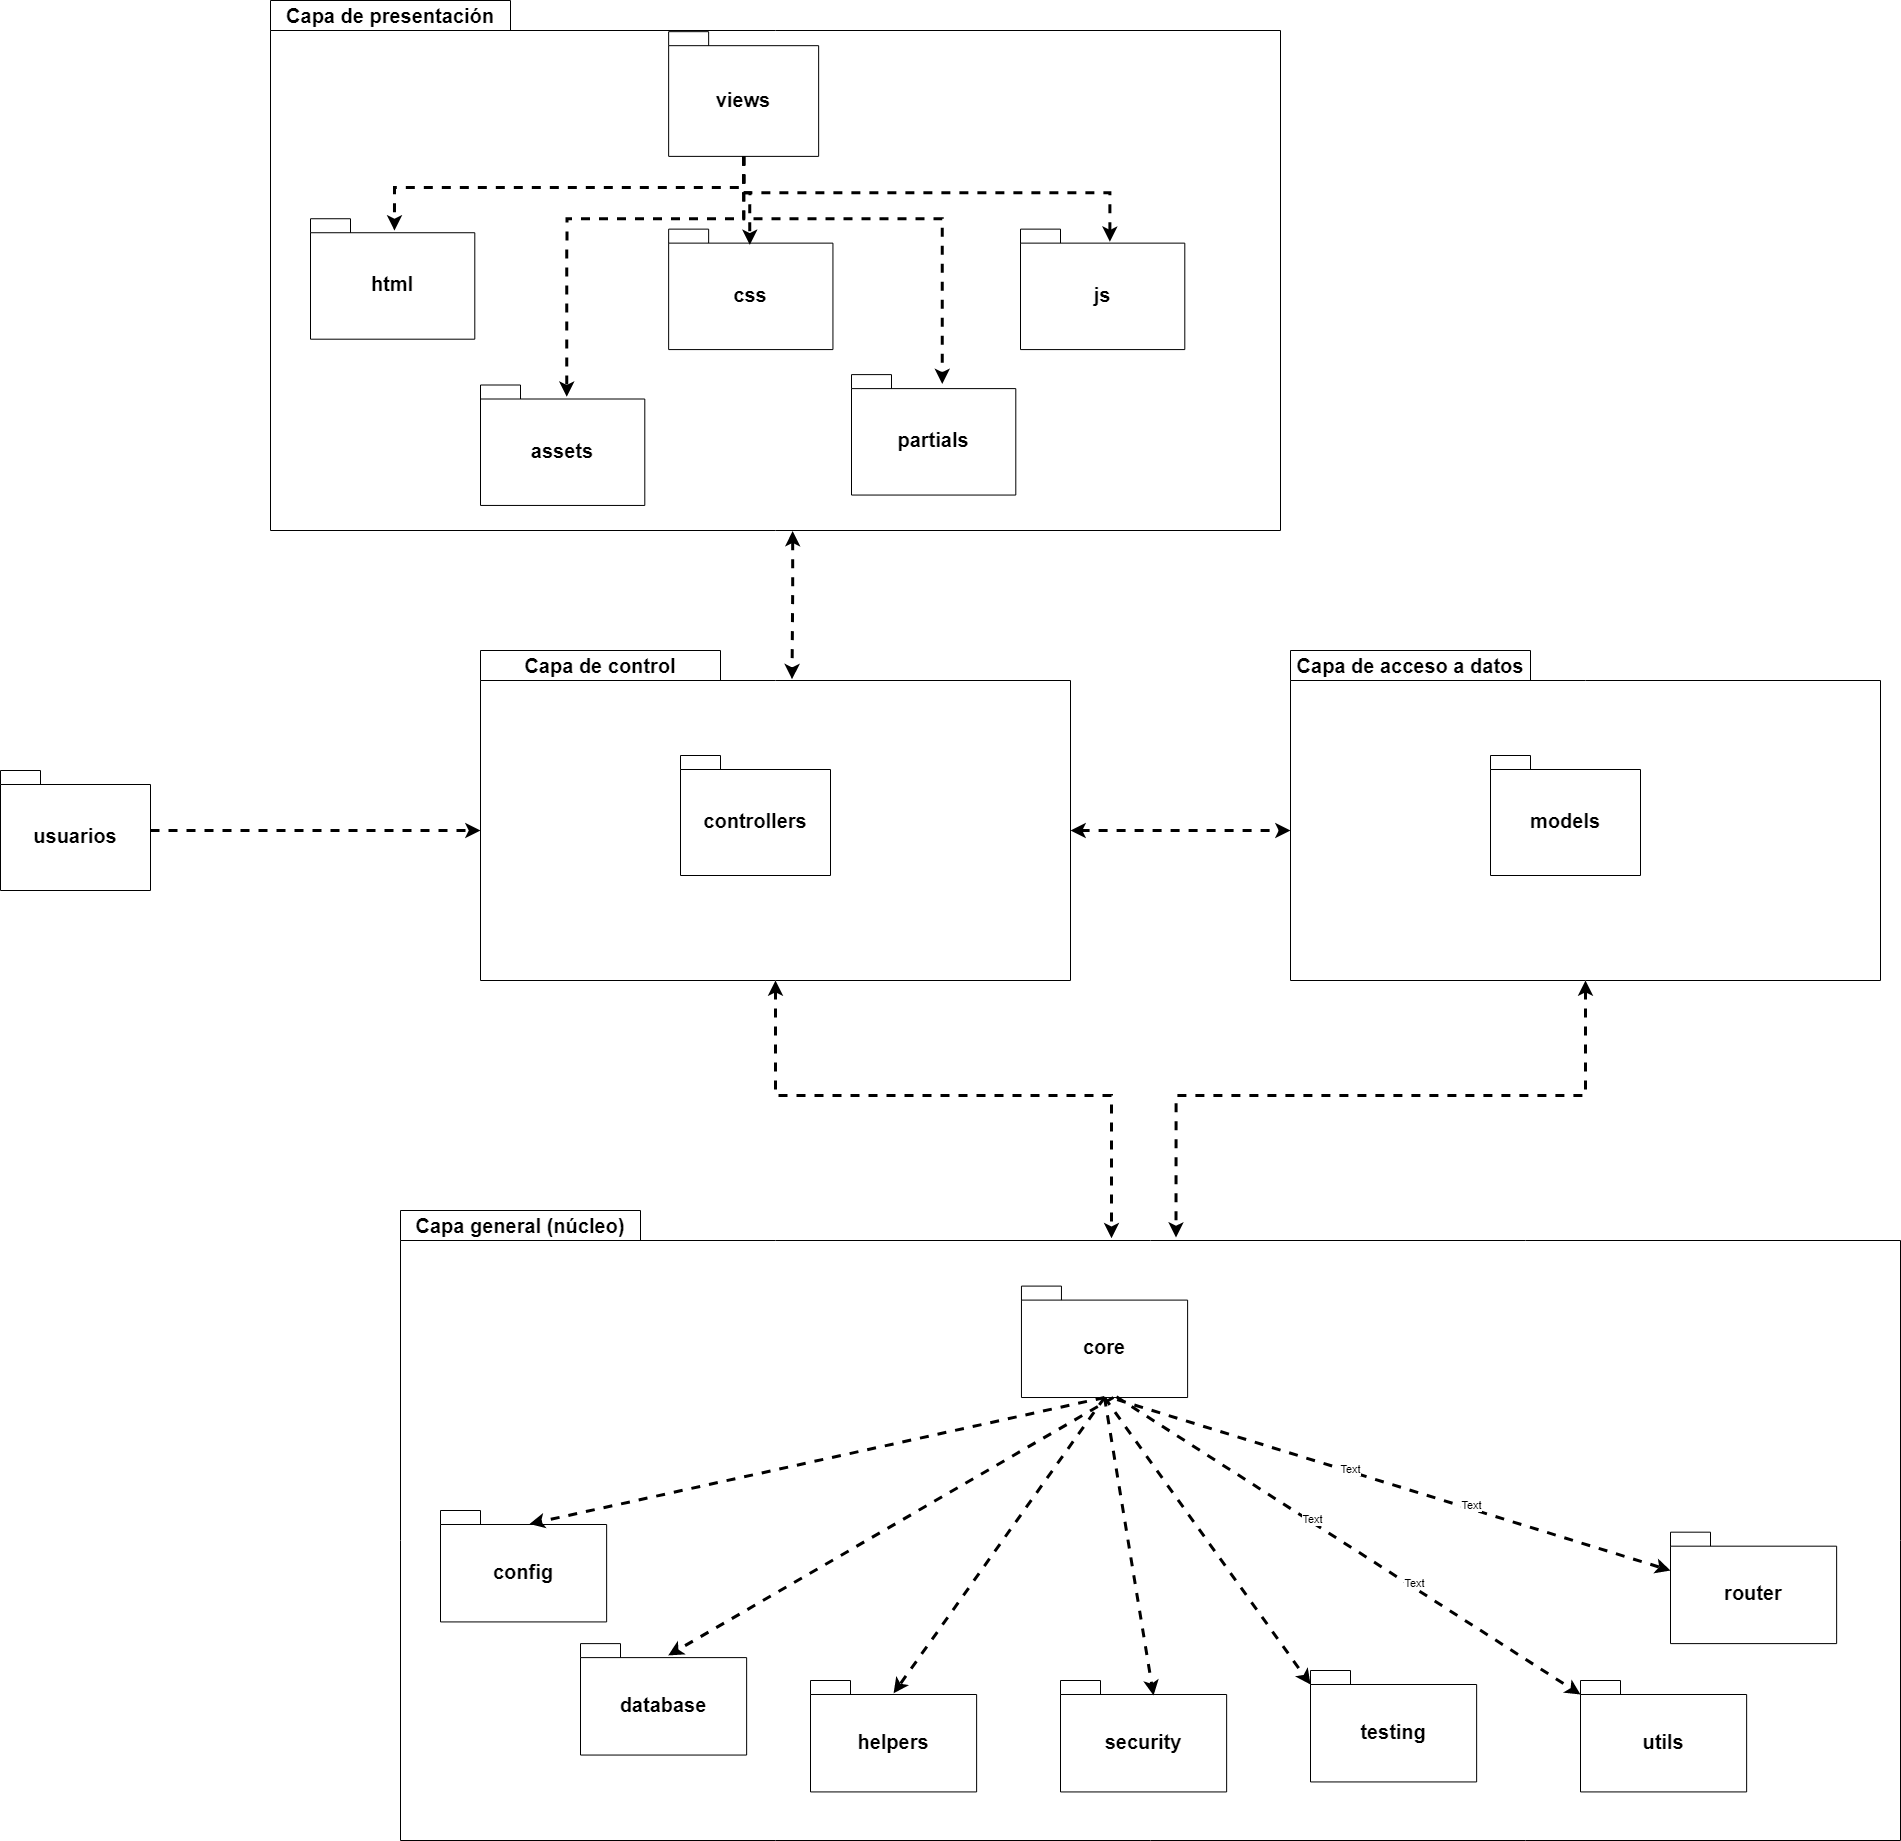 Capa de presentación
views
html
css
js
assets
partials
Capa de control
Capa de acceso a datos
controllers
models
usuarios
Capa general (núcleo)
core
Text
Text
Text
Text
config
router
database
helpers
security
testing
utils